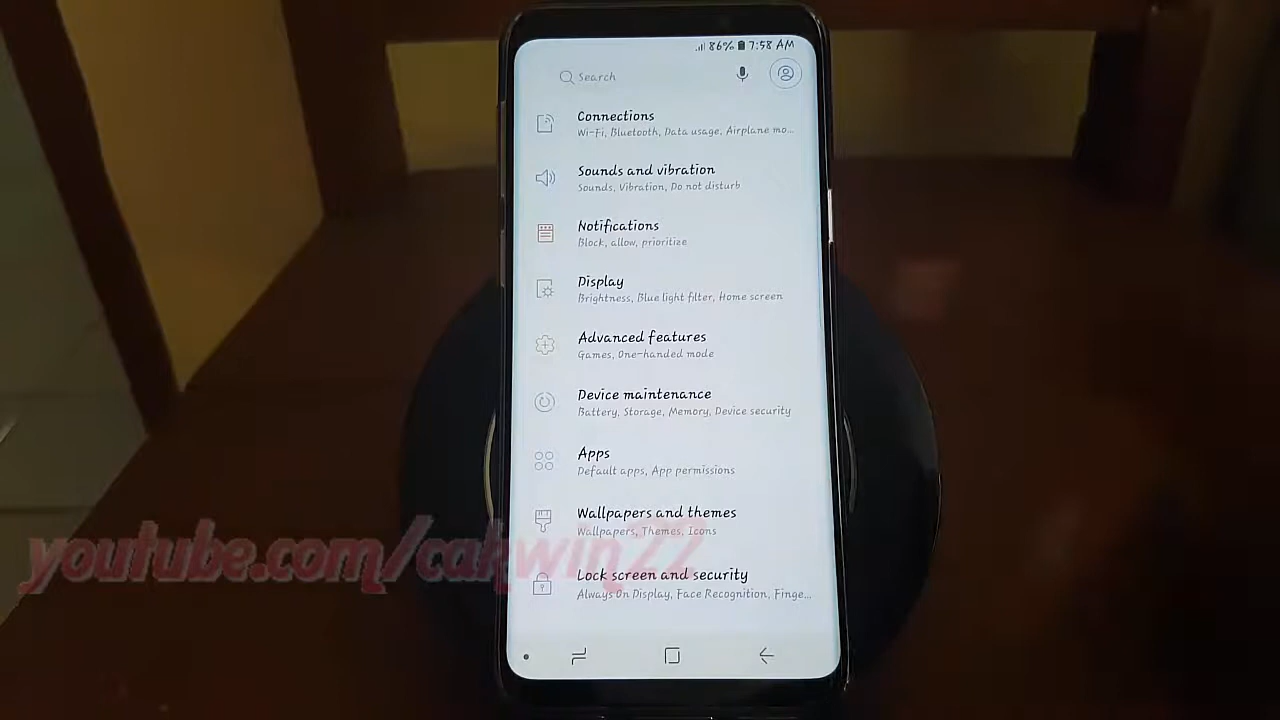 86% 7:58 AM
Search
Connections
Wi-Fi, Bluetooth, Data usage, Airplane mo...
Sounds and vibration
Sounds, Vibration, Do not disturb
Notifications
Block, allow, prioritize
Display
Brightness, Blue light filter, Home screen
Advanced features
Games, One-handed mode
Device maintenance
Battery, Storage, Memory, Device security
Apps
Default apps, App permissions
Wallpapers and themes
Wallpapers, Themes, Icons
youtube.com/cakwin22
Lock screen and security
Always On Display, Face Recognition, Finge...